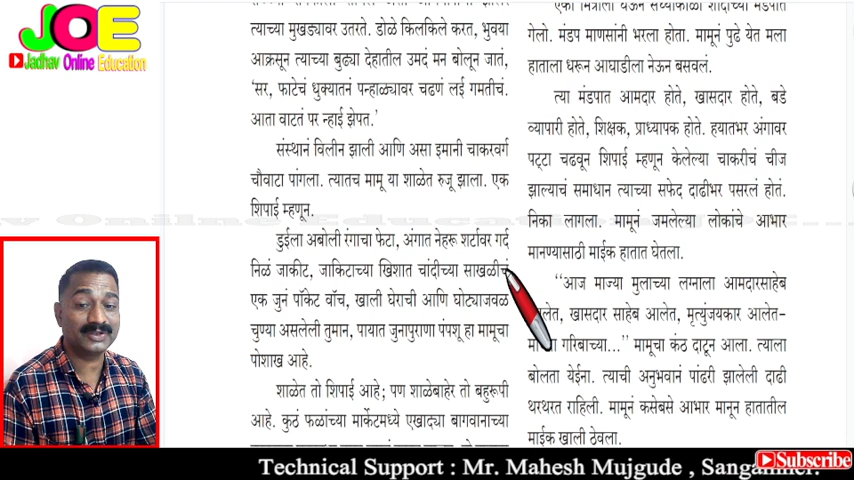 JOE
Jadhav Online Education
त्याच्या मुखड्यावर उतरते. डोळे किलकिले करत, भुवया
आक्रसून त्याच्या बुढ्या देहातील उमदं मन बोलून जातं,
‘सर, फाटेचं धुक्यातनं पन्हाळ्यावर चढणं लई गमतीचं.
आता वाटतं पर न्हाई झेपत.’
संस्थानं विलीन झाली आणि असा इमानी चाकरवर्ग
चौवाटा पांगला. त्यातच मामू या शाळेत रुजू झाला. एक
शिपाई म्हणून.
डुईला अबोली रंगाचा फेटा, अंगात नेहरू शर्टावर गर्द
निळं जाकीट, जाकिटाच्या खिशात चांदीच्या साखळीचं
एक जुनं पॉकेट वॉच, खाली घेराची आणि घोट्याजवळ
चुण्या असलेली तुमान, पायात जुनापुराणा पंपशू हा मामूचा
पोशाख आहे.
शाळेत तो शिपाई आहे; पण शाळेबाहेर तो बहुरूपी
आहे. कुठं फळांच्या मार्केटमध्ये एखाद्या बागवानाच्या
एका मित्राला घेऊन संध्याकाळी शादीच्या मंडपात
गेलो. मंडप माणसांनी भरला होता. मामूनं पुढे येत मला
हाताला धरून आघाडीला नेऊन बसवलं.
त्या मंडपात आमदार होते, खासदार होते, बडे
व्यापारी होते, शिक्षक, प्राध्यापक होते. हयातभर अंगावर
पट्टा चढवून शिपाई म्हणून केलेल्या चाकरीचं चीज
झाल्याचं समाधान त्याच्या सफेद दाढीभर पसरलं होतं.
निका लागला. मामूनं जमलेल्या लोकांचे आभार
मानण्यासाठी माईक हातात घेतला.
‘‘आज माज्या मुलाच्या लग्नाला आमदारसाहेब
आलेत, खासदार साहेब आलेत, मृत्युंजयकार आलेत–
गरिबाच्या...’’ मामूचा कंठ दाटून आला. त्याला
बोलता येईना. त्याची अनुभवानं पांढरी झालेली दाढी
थरथरत राहिली. मामूनं कसेबसे आभार मानून हातातील
माईक खाली ठेवला.
Technical Support : Mr. Mahesh Mujgude , Sangamner.
Subscribe